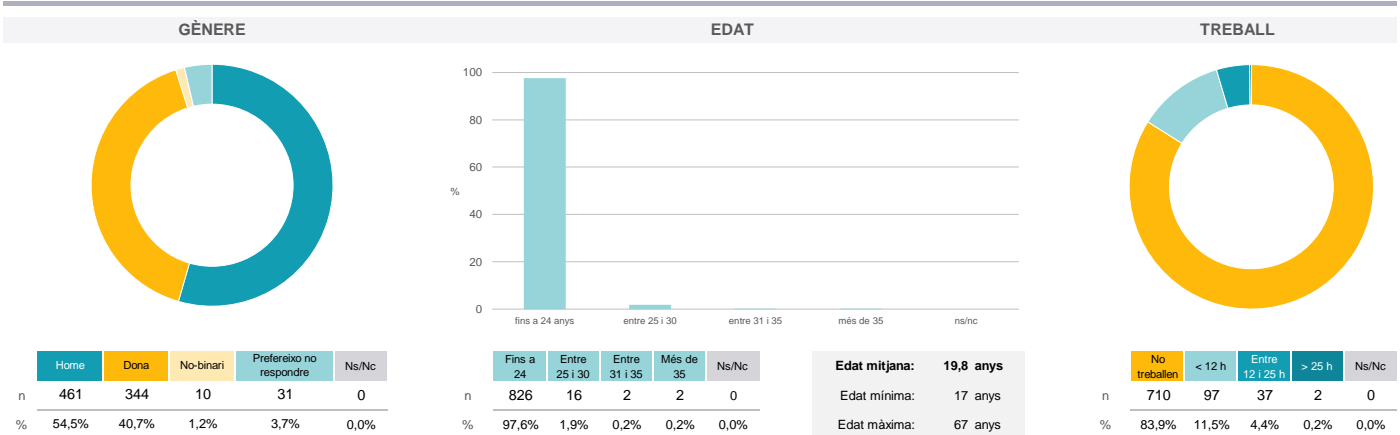 GÈNERE
EDAT
TREBALL
100
80
60
%
40
20
0
fins a 24 anys
entre 25 i 30
entre 31 i 35
més de 35
ns/nc
Home Dona No-binari Prefereixo no respondre Ns/Nc
n 461 344 10 31 0
% 54,5% 40,7% 1,2% 3,7% 0,0%
Fins a 24 Entre 25 i 30 Entre 31 i 35 Més de 35 Ns/Nc
n 826 16 2 2 0
% 97,6% 1,9% 0,2% 0,2% 0,0%
Edat mitjana: 19,8 anys
Edat mínima: 17 anys
Edat màxima: 67 anys
No treballen < 12 h Entre 12 i 25 h > 25 h Ns/Nc
n 710 97 37 2 0
% 83,9% 11,5% 4,4% 0,2% 0,0%